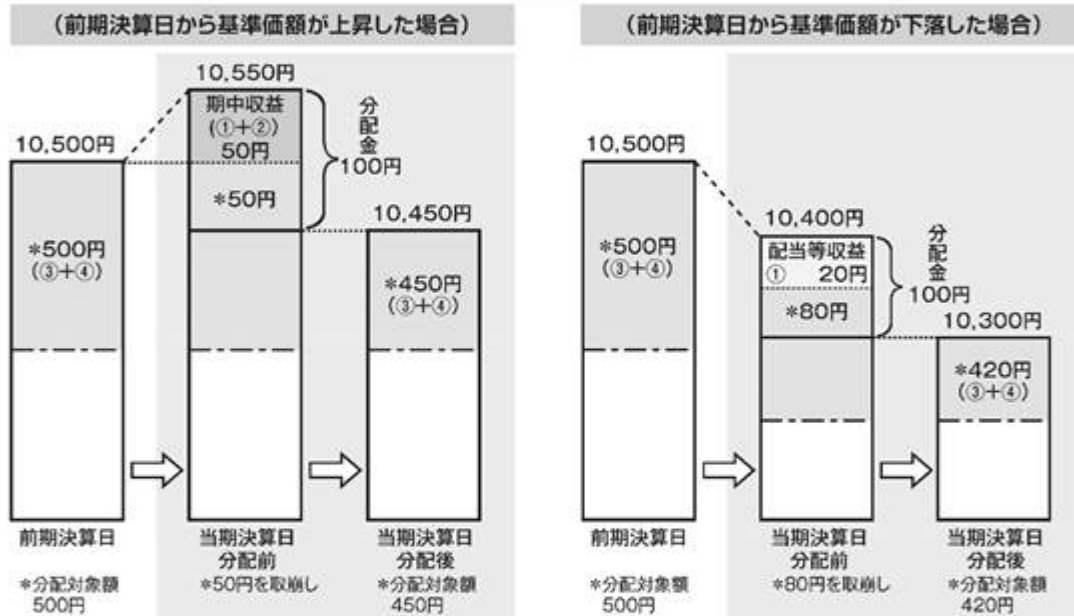 (前期決算日から基準価額が上昇した場合)
10,550円
期中収益
(①+②)
50円
*50円
分配金
100円
10,500円
*500円
(③+④)
10,450円
*450円
(③+④)
前期決算日
*分配対象額
500円
当期決算日
分配前
*50円を取崩し
当期決算日
分配後
*分配対象額
450円
(前期決算日から基準価額が下落した場合)
10,500円
*500円
(③+④)
10,400円
配当等収益
① 20円
*80円
分配金
100円
10,300円
*420円
(③+④)
前期決算日
*分配対象額
500円
当期決算日
分配前
*80円を取崩し
当期決算日
分配後
*分配対象額
420円